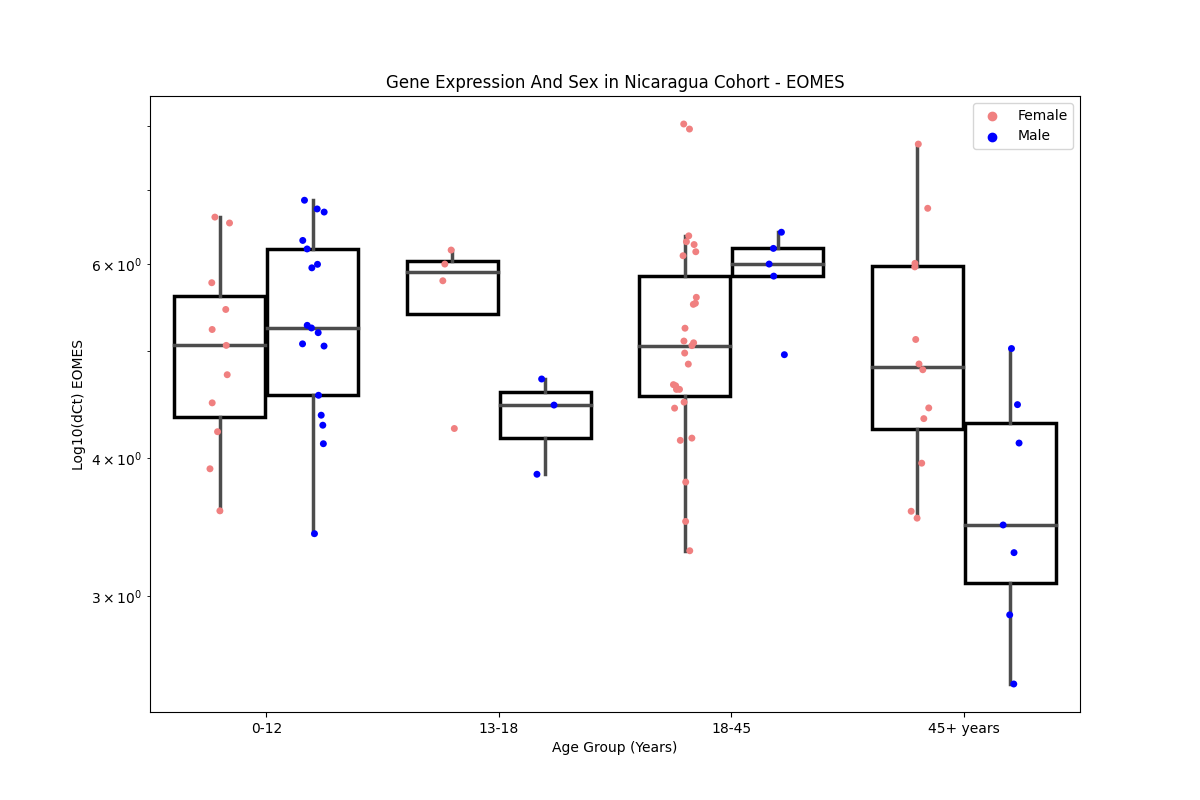 Gene Expression And Sex in Nicaragua Cohort - EOMES
Female
Male
6 × 10⁰
4 × 10⁰
3 × 10⁰
Log10(dCt) EOMES
0-12
13-18
18-45
45+ years
Age Group (Years)